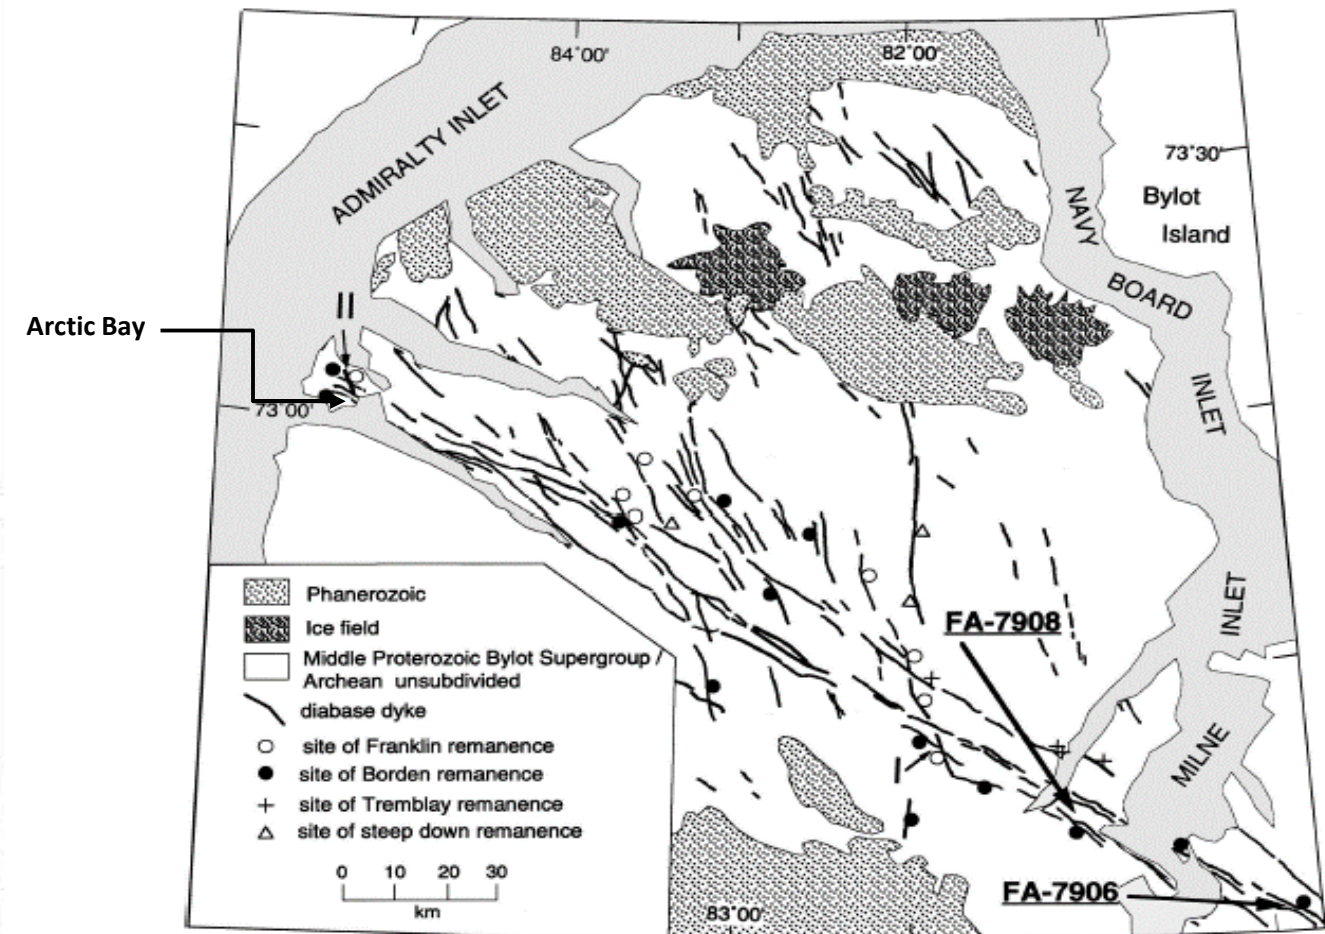 84°00'
82°00'
ADMIRALTY INLET
73°30'
Bylot
Island
NAVY
BOARD
INLET
II
Arctic Bay
73°00'
INLET
FA-7908
MILNE
I
FA-7906
83°00'
Phanerozoic
Ice field
Middle Proterozoic Bylot Supergroup /
Archean unsubdivided
diabase dyke
site of Franklin remanence
site of Borden remanence
site of Tremblay remanence
site of steep down remanence
0 10 20 30
km